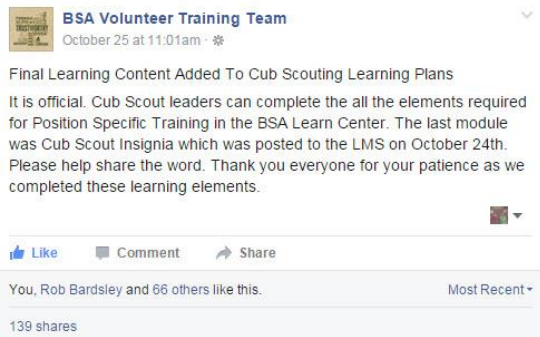 TRUSTWORTHY
BSA Volunteer Training Team
October 25 at 11:01am ·
Final Learning Content Added To Cub Scouting Learning Plans
It is official. Cub Scout leaders can complete the all the elements required
for Position Specific Training in the BSA Learn Center. The last module
was Cub Scout Insignia which was posted to the LMS on October 24th.
Please help share the word. Thank you everyone for your patience as we
completed these learning elements.
Like Comment Share
You, Rob Bardsley and 66 others like this. Most Recent
139 shares